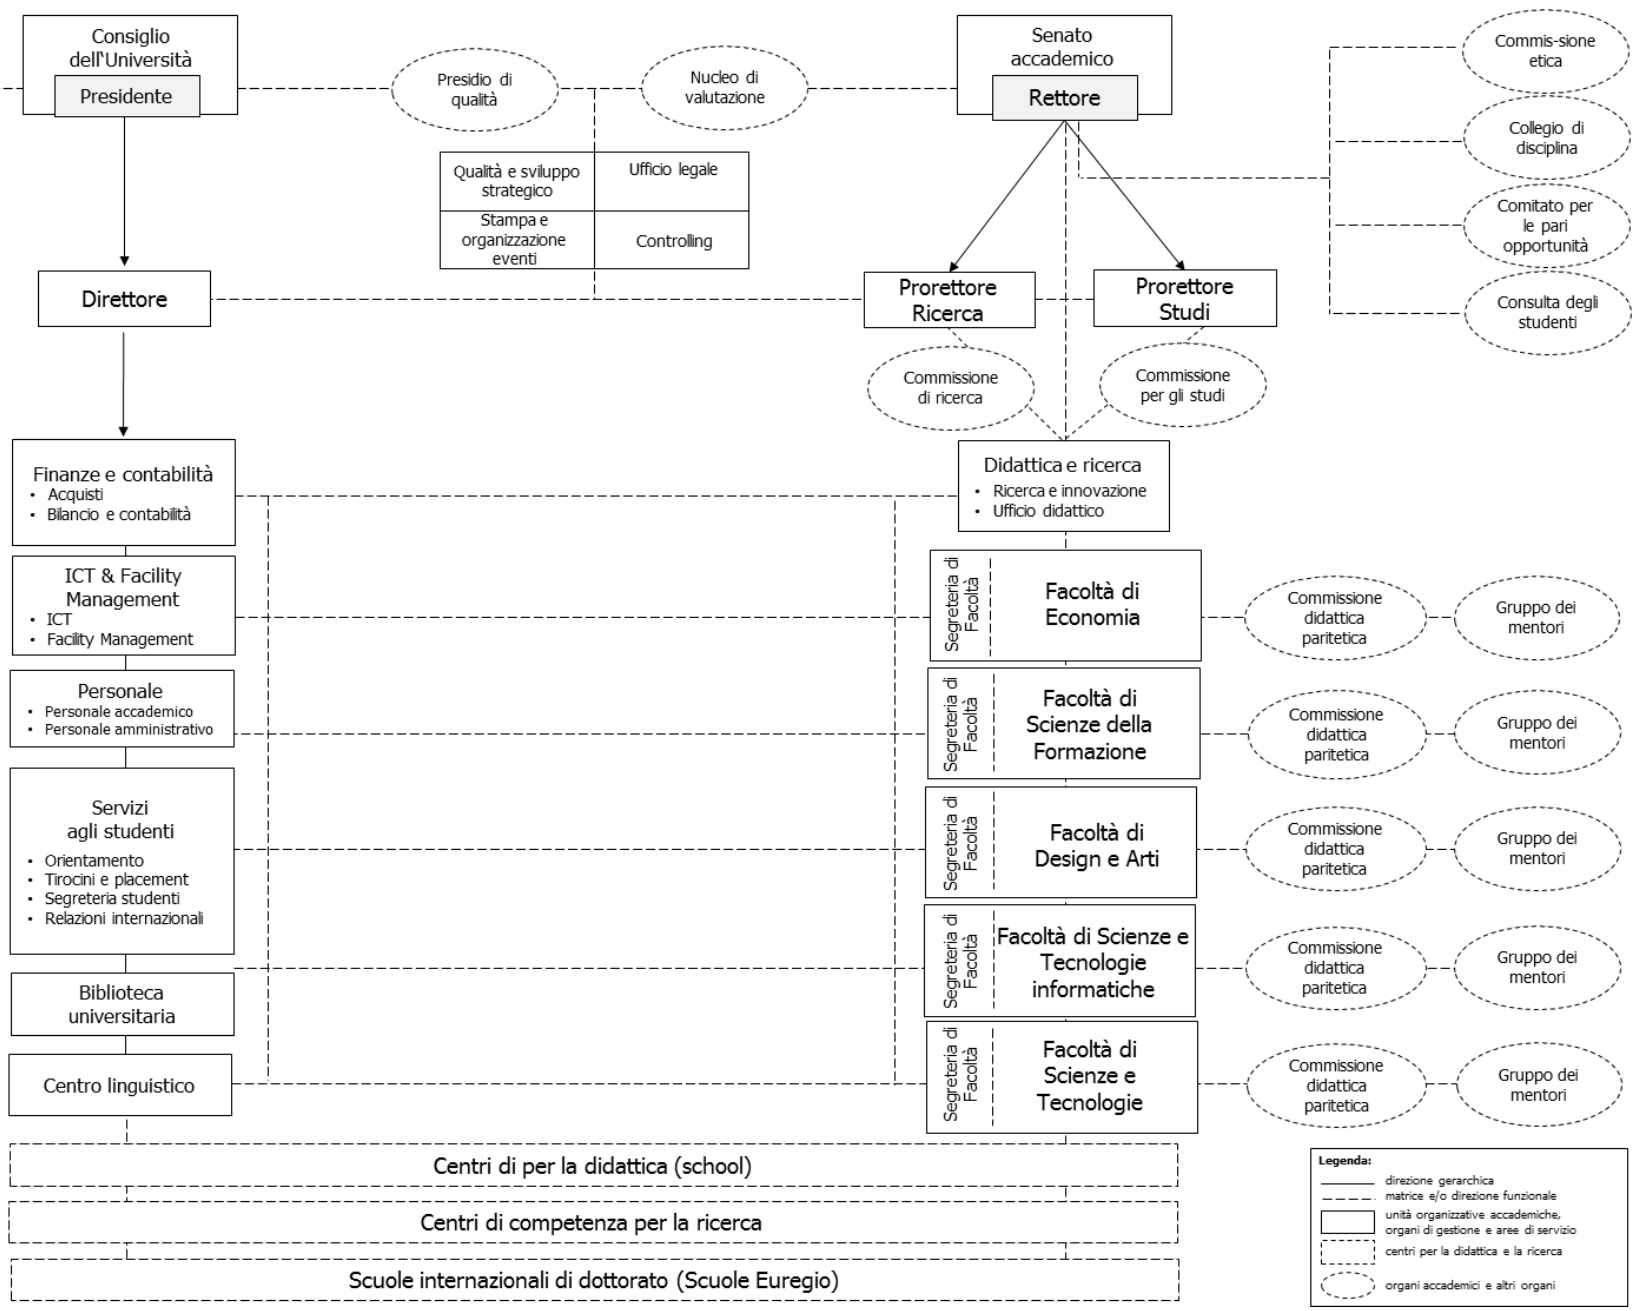 Consiglio
dell'Università
Presidente
Presidio di
qualità
Nucleo di
valutazione
Senato
accademico
Rettore
Commis-sione
etica
Collegio di
disciplina
Comitato per
le pari
opportunità
Consulta degli
studenti
Qualità e sviluppo
strategico
Ufficio legale
Stampa e
organizzazione
eventi
Controlling
Direttore
Prorettore
Ricerca
Prorettore
Studi
Commissione
di ricerca
Commissione
per gli studi
Finanze e contabilità
• Acquisti
• Bilancio e contabilità
Didattica e ricerca
• Ricerca e innovazione
• Ufficio didattico
ICT & Facility
Management
• ICT
• Facility Management
Segreteria di
Facoltà
Facoltà di
Economia
Commissione
didattica
paritetica
Gruppo dei
mentori
Personale
• Personale accademico
• Personale amministrativo
Segreteria di
Facoltà
Facoltà di
Scienze della
Formazione
Commissione
didattica
paritetica
Gruppo dei
mentori
Servizi
agli studenti
• Orientamento
• Tirocini e placement
• Segreteria studenti
• Relazioni internazionali
Segreteria di
Facoltà
Facoltà di
Design e Arti
Commissione
didattica
paritetica
Gruppo dei
mentori
Biblioteca
universitaria
Segreteria di
Facoltà
Facoltà di Scienze e
Tecnologie
informatiche
Commissione
didattica
paritetica
Gruppo dei
mentori
Centro linguistico
Segreteria di
Facoltà
Facoltà di
Scienze e
Tecnologie
Commissione
didattica
paritetica
Gruppo dei
mentori
Centri di per la didattica (school)
Centri di competenza per la ricerca
Scuole internazionali di dottorato (Scuole Euregio)
Legenda:
direzione gerarchica
matrice e/o direzione funzionale
unità organizzative accademiche,
organi di gestione e aree di servizio
centri per la didattica e la ricerca
organi accademici e altri organi